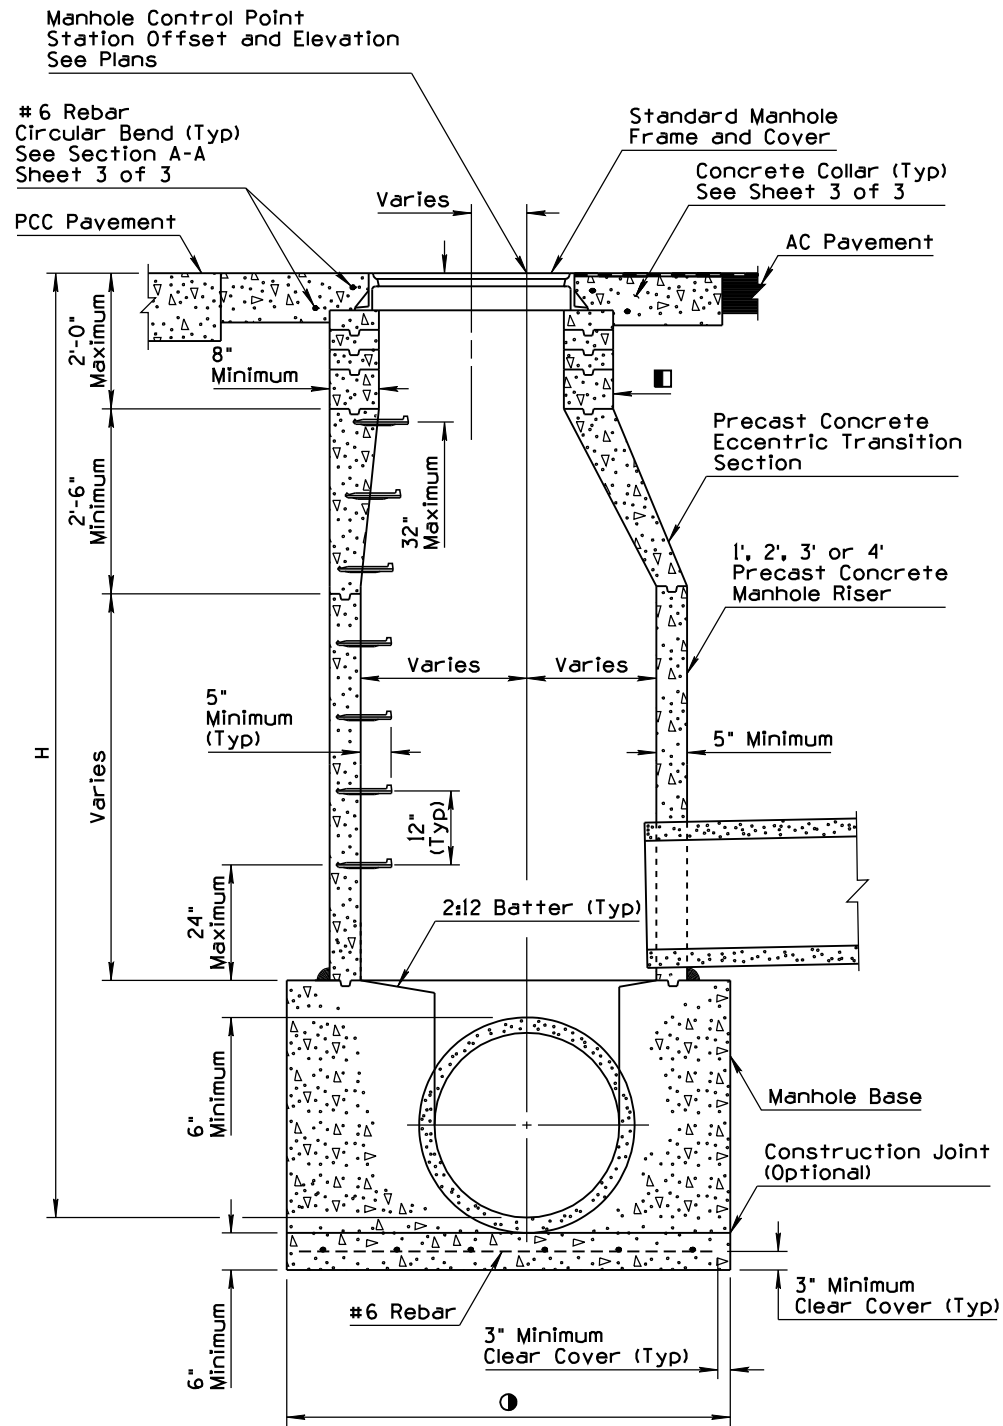 Manhole Control Point
Station Offset and Elevation
See Plans
#6 Rebar
Circular Bend (Typ)
See Section A-A
Sheet 3 of 3
Standard Manhole
Frame and Cover
Concrete Collar (Typ)
See Sheet 3 of 3
Varies
PCC Pavement
AC Pavement
2'-0"
Maximum
8"
Minimum
Precast Concrete
Eccentric Transition
Section
2'-6"
Minimum
32"
Maximum
1', 2', 3' or 4'
Precast Concrete
Manhole Riser
Varies
Varies
5"
Minimum
(Typ)
5" Minimum
H
Varies
12"
(Typ)
24"
Maximum
2:12 Batter (Typ)
6"
Minimum
Manhole Base
Construction Joint
(Optional)
#6 Rebar
3" Minimum
Clear Cover (Typ)
3" Minimum
Clear Cover (Typ)
6"
Minimum